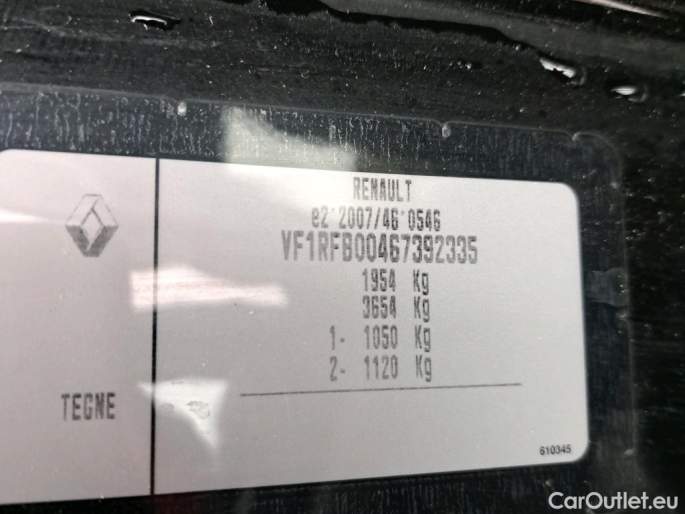 RENAULT
e2*2007/46*0546
VF1RFB00467392335
1954 Kg
3654 Kg
1- 1050 Kg
2- 1120 Kg
TEGNE
610345
CarOutlet.eu